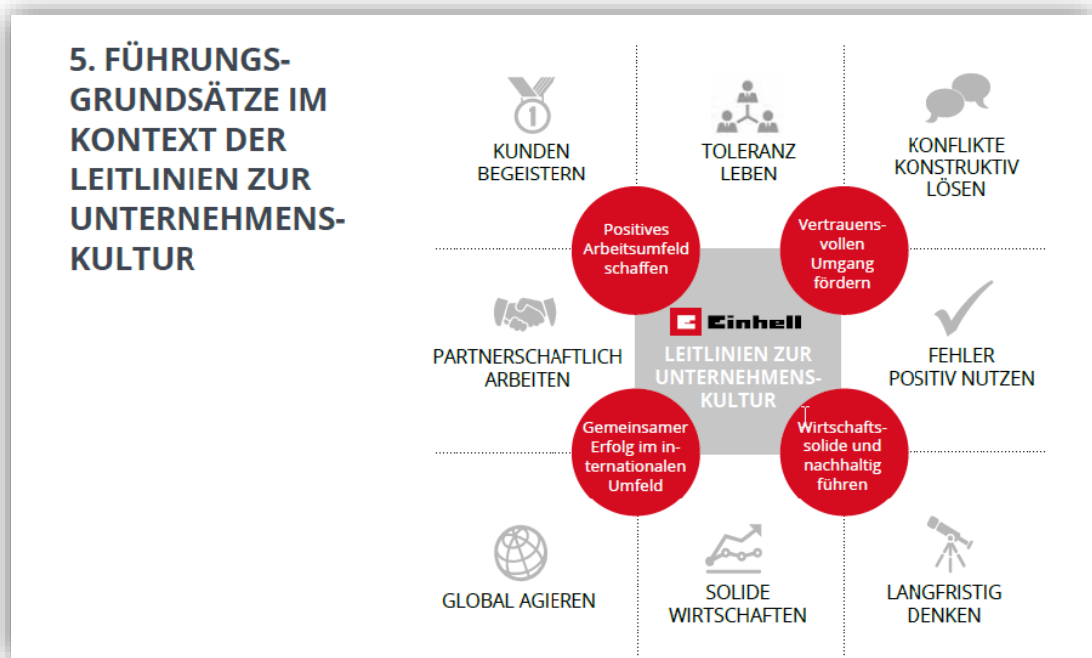 5. FÜHRUNGS-
GRUNDSÄTZE IM
KONTEXT DER
LEITLINIEN ZUR
UNTERNEHMENS-
KULTUR
1
KUNDEN
BEGEISTERN
TOLERANZ
LEBEN
KONFLIKTE
KONSTRUKTIV
LÖSEN
Positives
Arbeitsumfeld
schaffen
Vertrauens-
vollen
Umgang
fördern
PARTNERSCHAFTLICH
ARBEITEN
Einhell
LEITLINIEN ZUR
UNTERNEHMENS-
KULTUR
FEHLER
POSITIV NUTZEN
Gemeinsamer
Erfolg im in-
ternationalen
Umfeld
Wirtschafts-
solide und
nachhaltig
führen
GLOBAL AGIEREN
SOLIDE
WIRTSCHAFTEN
LANGFRISTIG
DENKEN